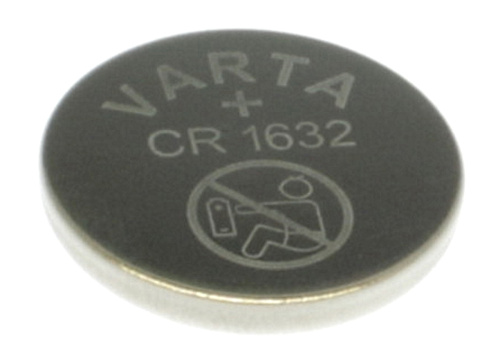 VARTA
+
CR 1632